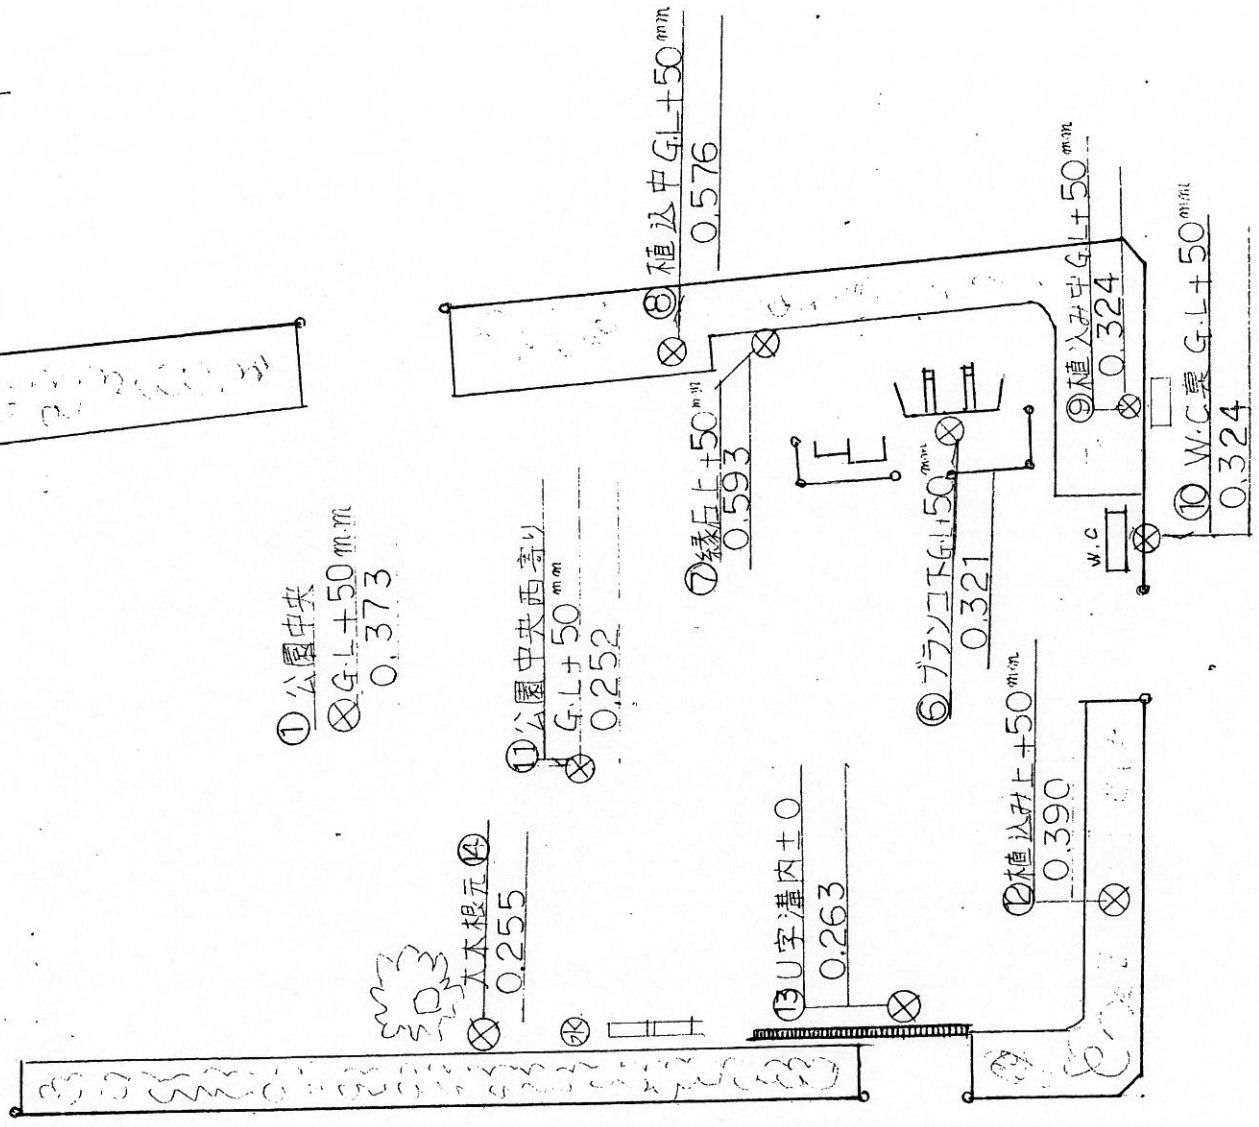 ①公園中央
G.L+50mm
0.373
⑪公園中央西寄り
G.L+50mm
0.252
大木根元⑭
0.255
⑧植込中G.L+50mm
0.576
⑦縁石上+50mm
0.593
⑥ブランコ下G.L+50mm
0.321
⑨植込み中G.L+50mm
0.324
W.C
⑩W.C裏G.L+50mm
0.324
⑬U字溝内±0
0.263
⑫植込み上+50mm
0.390
水